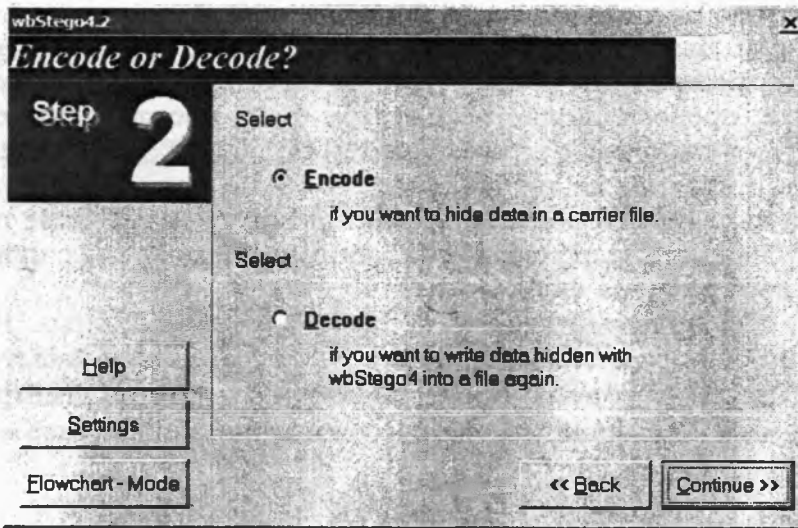 wbStego4.2
Encode or Decode?
Step 2
Select
Encode
if you want to hide data in a carrier file.
Select
Decode
if you want to write data hidden with
wbStego4 into a file again.
Help
Settings
Flowchart - Mode
<< Back
Continue >>